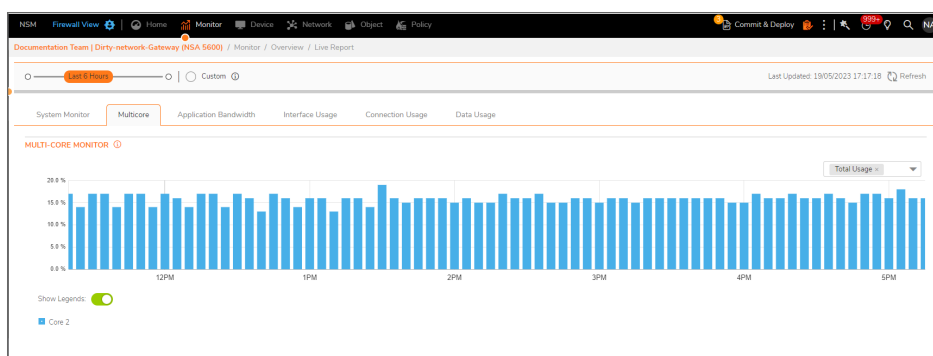 NSM Firewall View Home Monitor Device Network Object Policy 3 Commit & Deploy 999+ NA
Documentation Team | Dirty-network-Gateway (NSA 5600) / Monitor / Overview / Live Report
Last 6 Hours Custom Last Updated: 19/05/2023 17:17:18 Refresh
System Monitor Multicore Application Bandwidth Interface Usage Connection Usage Data Usage
MULTI-CORE MONITOR
Total Usage ×
20.0 %
15.0 %
10.0 %
5.0 %
0.0 %
12PM 1PM 2PM 3PM 4PM 5PM
Show Legends:
Core 2